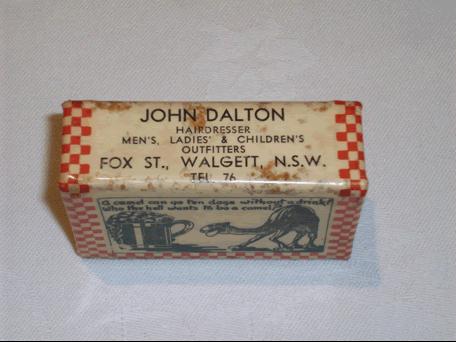 JOHN DALTON
HAIRDRESSER
MEN'S, LADIES' & CHILDREN'S
OUTFITTERS
FOX ST., WALGETT, N.S.W.
TEL. 76
A camel can go ten days without a drink!
Who the hell wants to be a camel?